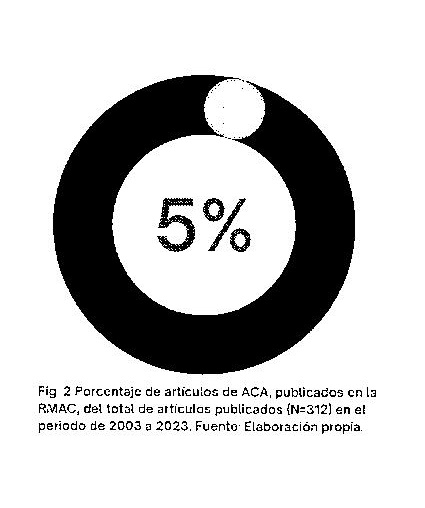 5%
Fig. 2 Porcentaje de artículos de ACA, publicados en la
RMAC, del total de artículos publicados (N=312) en el
periodo de 2003 a 2023. Fuente: Elaboración propia.